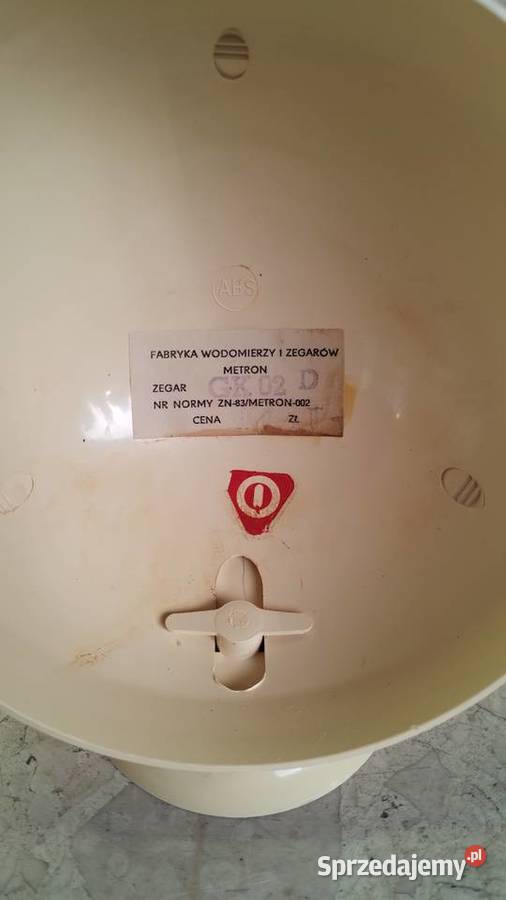 ABS
FABRYKA WODOMIERZY I ZEGARÓW
METRON
ZEGAR GK 02 D
NR NORMY ZN-83/METRON-002
CENA ZŁ
Q
Sprzedajemy.pl